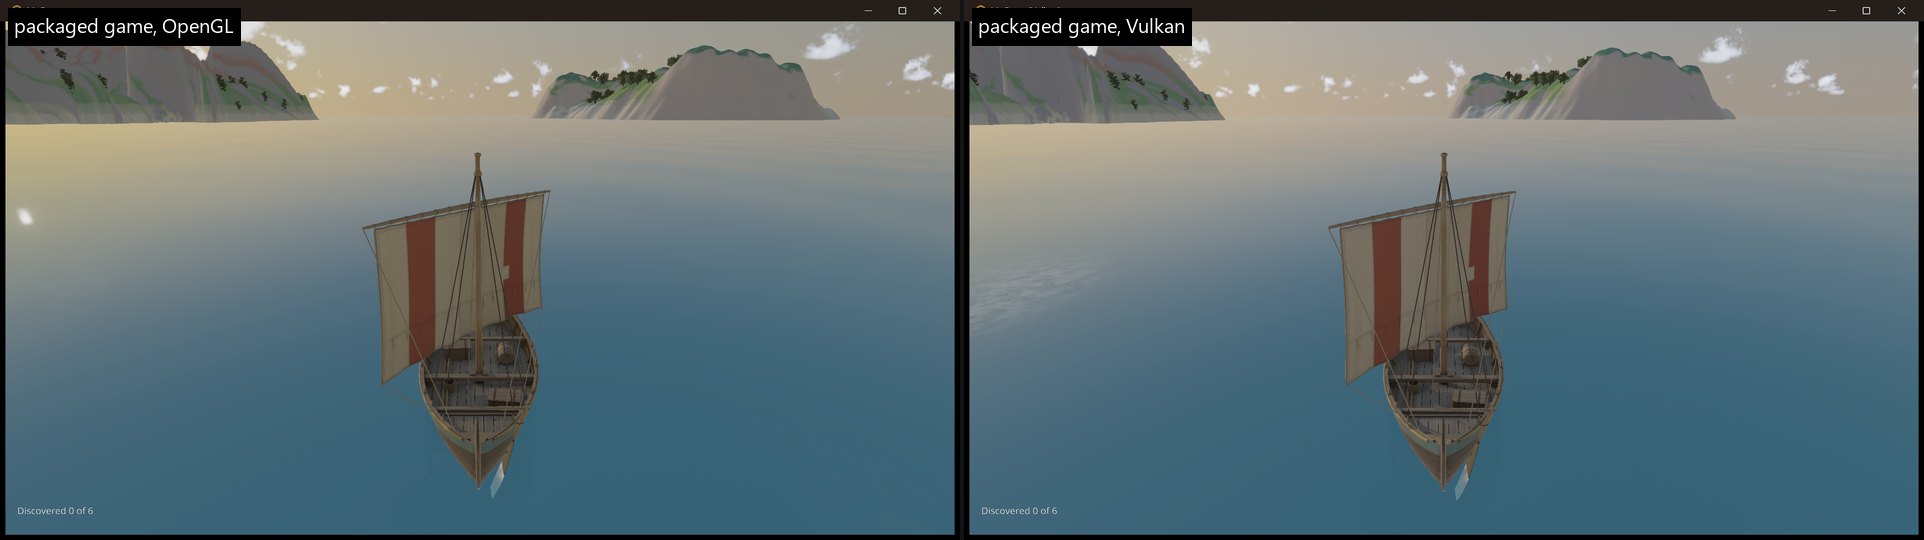 packaged game, OpenGL
Discovered 0 of 6
packaged game, Vulkan
Discovered 0 of 6